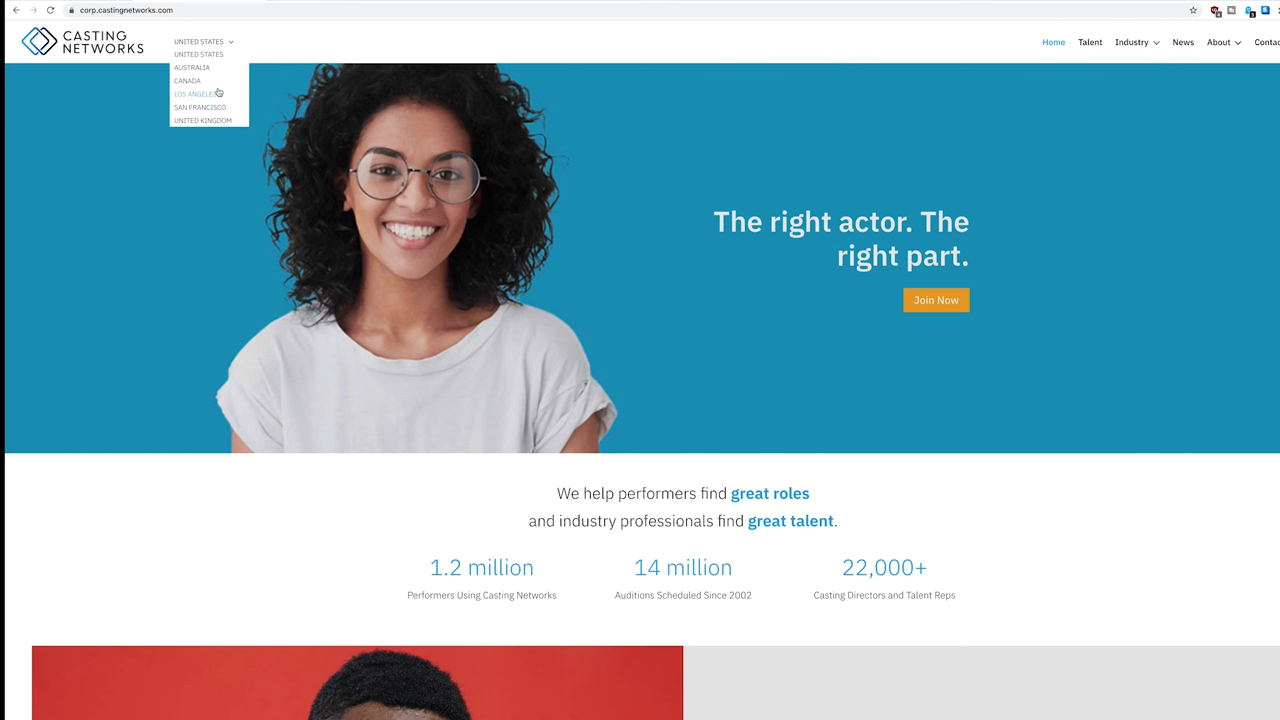 corp.castingnetworks.com
CASTING
NETWORKS
UNITED STATES
UNITED STATES
AUSTRALIA
CANADA
LOS ANGELES
SAN FRANCISCO
UNITED KINGDOM
Home Talent Industry News About Contac
The right actor. The
right part.
Join Now
We help performers find great roles
and industry professionals find great talent.
1.2 million 14 million 22,000+
Performers Using Casting Networks Auditions Scheduled Since 2002 Casting Directors and Talent Reps